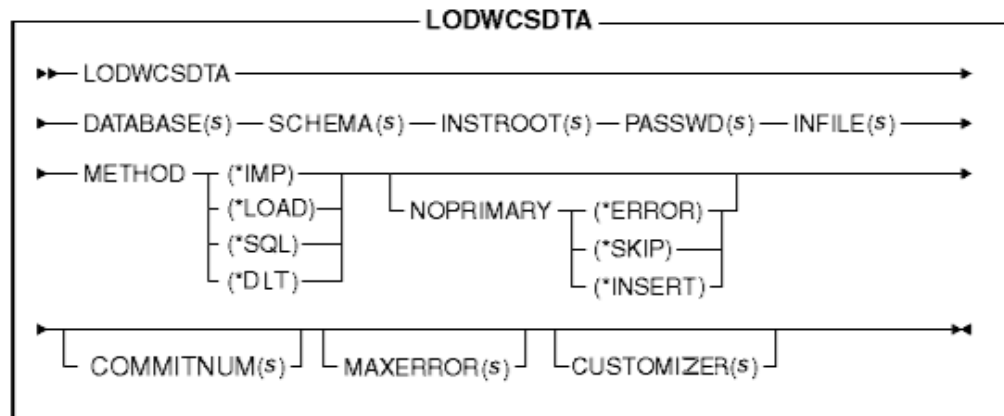 LODWCSDTA
LODWCSDTA
DATABASE(s) SCHEMA(s) INSTROOT(s) PASSWD(s) INFILE(s)
METHOD (*IMP)
(*LOAD)
(*SQL)
(*DLT)
NOPRIMARY (*ERROR)
(*SKIP)
(*INSERT)
COMMITNUM(s) MAXERROR(s) CUSTOMIZER(s)